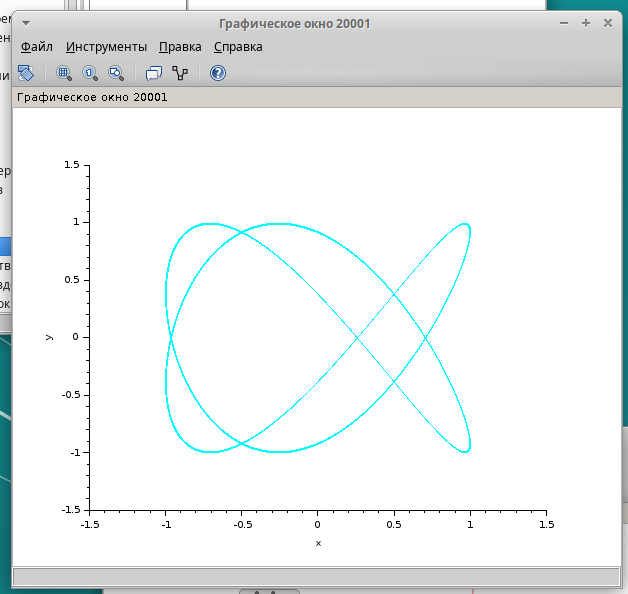 Графическое окно 20001
Файл Инструменты Правка Справка
Графическое окно 20001
1.5
1
0.5
0
-0.5
-1
-1.5
y
-1.5 -1 -0.5 0 0.5 1 1.5
x